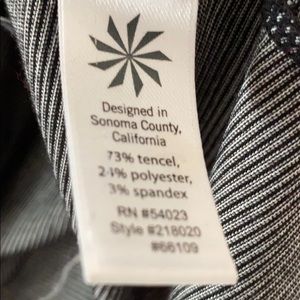 Designed in
Sonoma County,
California
73% tencel,
24% polyester,
3% spandex
RN #54023
Style #218020
#66109